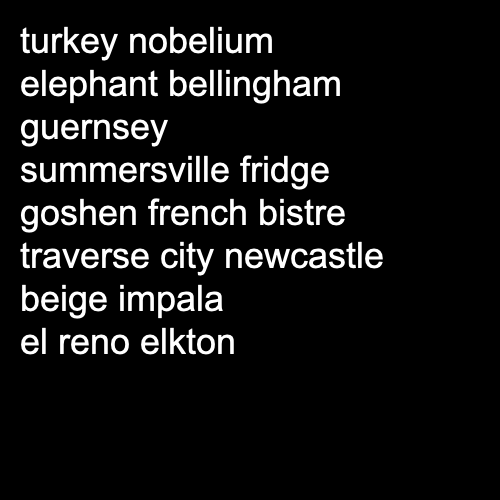 turkey nobelium
elephant bellingham
guernsey
summersville fridge
goshen french bistre
traverse city newcastle
beige impala
el reno elkton